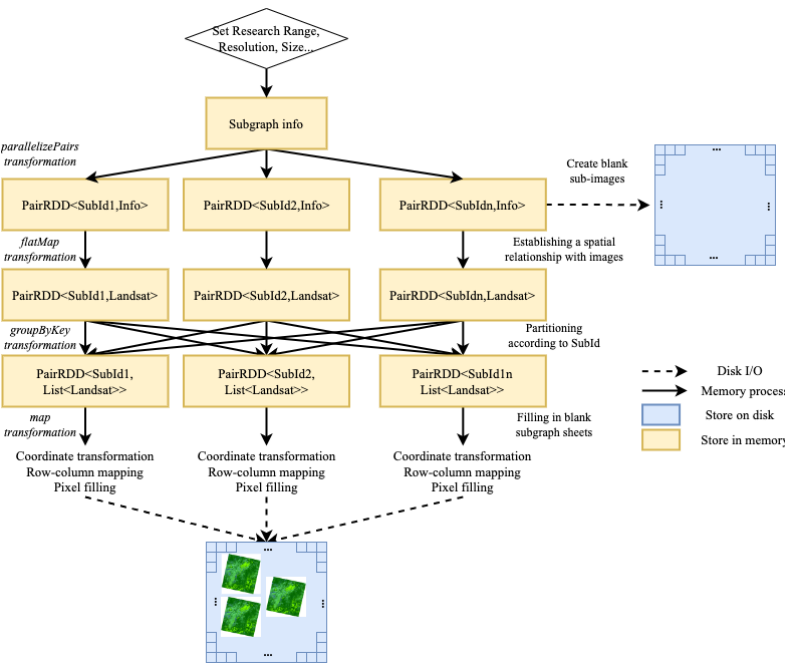 Set Research Range,
Resolution, Size...
Subgraph info
parallelizePairs
transformation
Create blank
sub-images
...
PairRDD<SubId1,Info>
PairRDD<SubId2,Info>
PairRDD<SubIdn,Info>
...
...
flatMap
transformation
Establishing a spatial
relationship with images
...
PairRDD<SubId1,Landsat>
PairRDD<SubId2,Landsat>
PairRDD<SubIdn,Landsat>
groupByKey
transformation
Partitioning
according to SubId
PairRDD<SubId1,
List<Landsat>>
PairRDD<SubId2,
List<Landsat>>
PairRDD<SubId1n
List<Landsat>>
Disk I/O
Memory process
Store on disk
Store in memory
map
transformation
Filling in blank
subgraph sheets
Coordinate transformation
Row-column mapping
Pixel filling
Coordinate transformation
Row-column mapping
Pixel filling
Coordinate transformation
Row-column mapping
Pixel filling
...
...
...
...